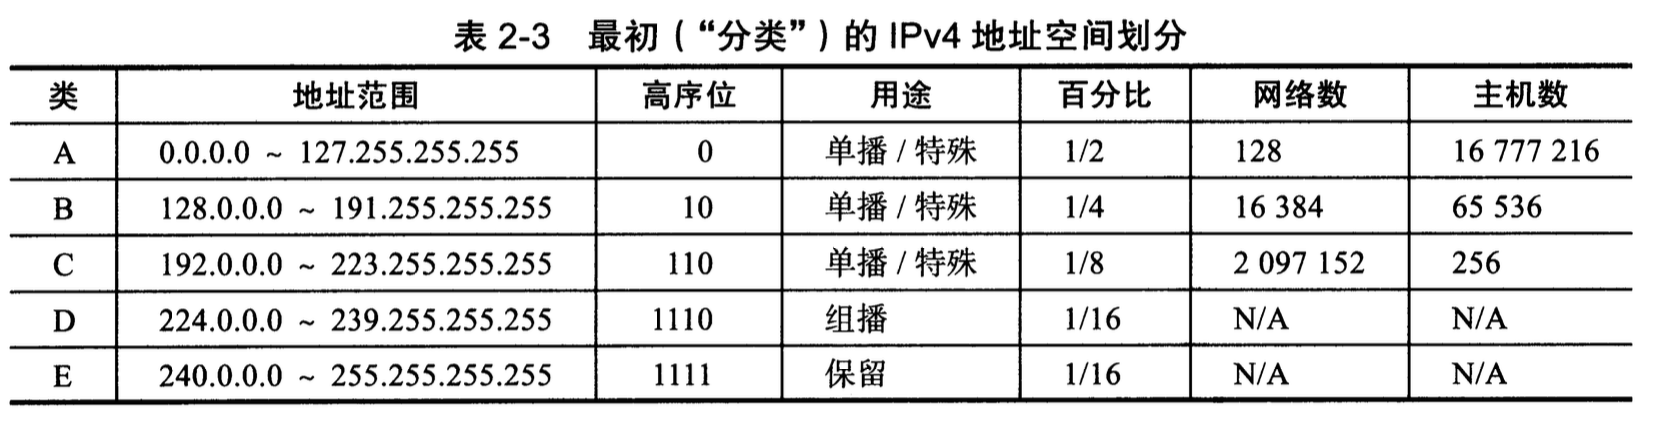 表 2-3 最初（“分类”）的 IPv4 地址空间划分
类 地址范围 高序位 用途 百分比 网络数 主机数
A 0.0.0.0 ~ 127.255.255.255 0 单播 / 特殊 1/2 128 16 777 216
B 128.0.0.0 ~ 191.255.255.255 10 单播 / 特殊 1/4 16 384 65 536
C 192.0.0.0 ~ 223.255.255.255 110 单播 / 特殊 1/8 2 097 152 256
D 224.0.0.0 ~ 239.255.255.255 1110 组播 1/16 N/A N/A
E 240.0.0.0 ~ 255.255.255.255 1111 保留 1/16 N/A N/A